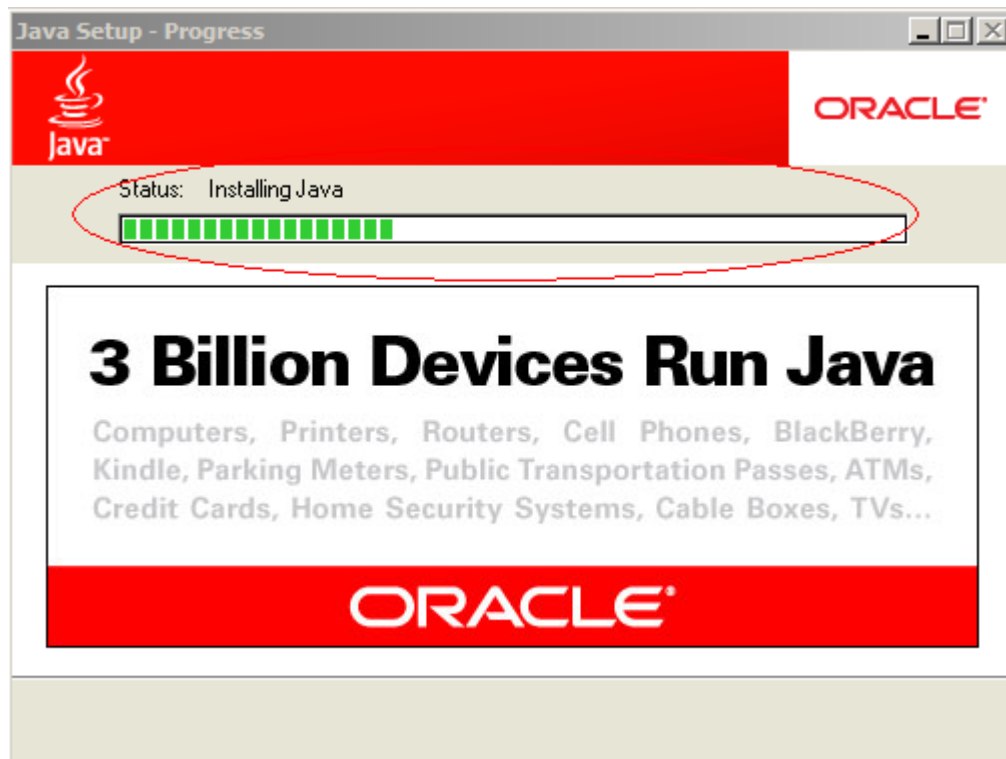 Java Setup - Progress
Java
ORACLE
Status: Installing Java
3 Billion Devices Run Java
Computers, Printers, Routers, Cell Phones, BlackBerry,
Kindle, Parking Meters, Public Transportation Passes, ATMs,
Credit Cards, Home Security Systems, Cable Boxes, TVs...
ORACLE®